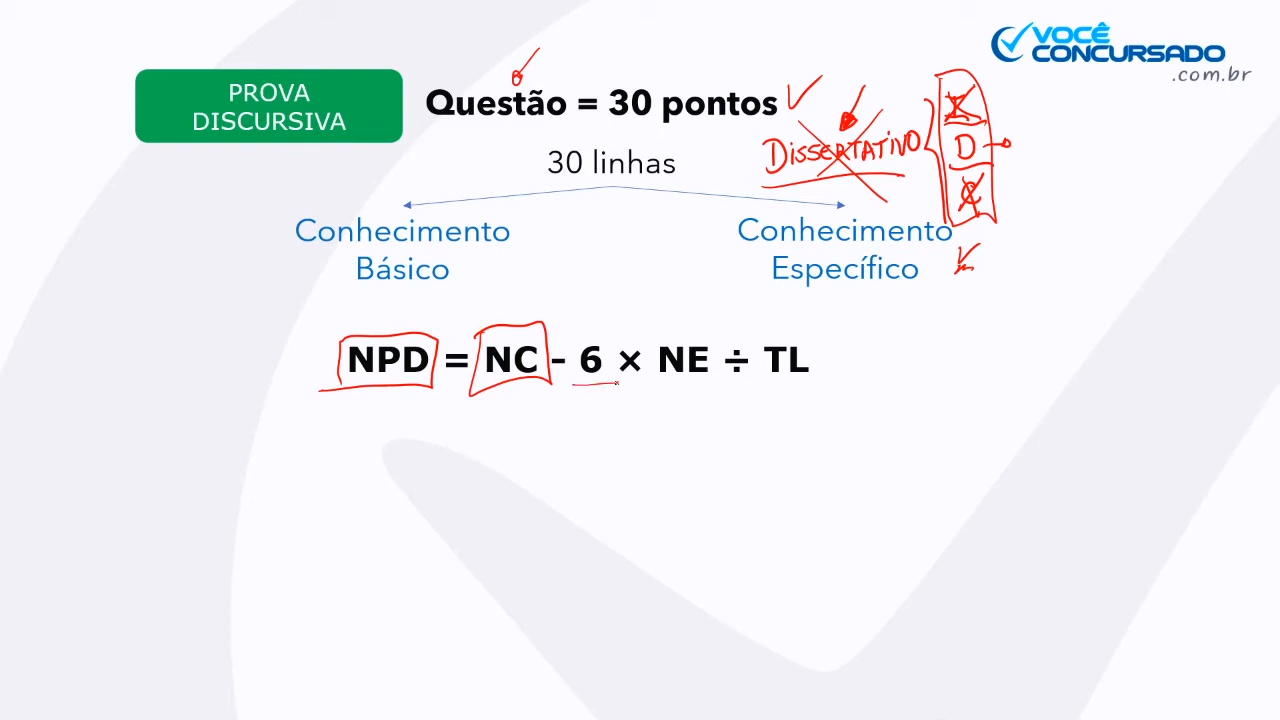 VOCÊ
CONCURSADO
.com.br
PROVA
DISCURSIVA
Questão = 30 pontos
DISSERTATIVO
I
D
C
30 linhas
Conhecimento
Básico
Conhecimento
Específico
NPD = NC – 6 × NE ÷ TL